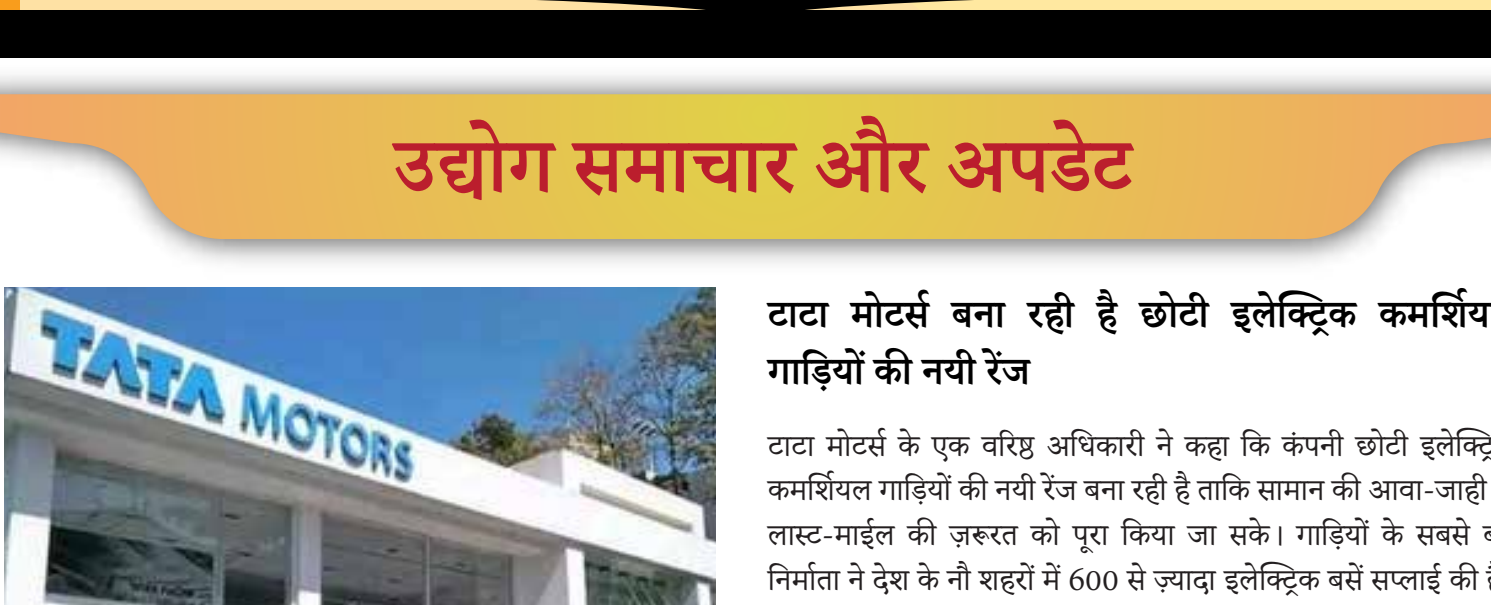 उद्योग समाचार और अपडेट
TATA MOTORS
टाटा मोटर्स बना रही है छोटी इलेक्ट्रिक
गाड़ियों की नयी रेंज
टाटा मोटर्स के एक वरिष्ठ अधिकारी ने कहा कि कंपनी छोटी
कमर्शियल गाड़ियों की नयी रेंज बना रही है ताकि सामान की आवा-जाही
लास्ट-माईल की ज़रूरत को पूरा किया जा सके। गाड़ियों के सबसे
निर्माता ने देश के नौ शहरों में 600 से ज़्यादा इलेक्ट्रिक बसें सप्लाई की